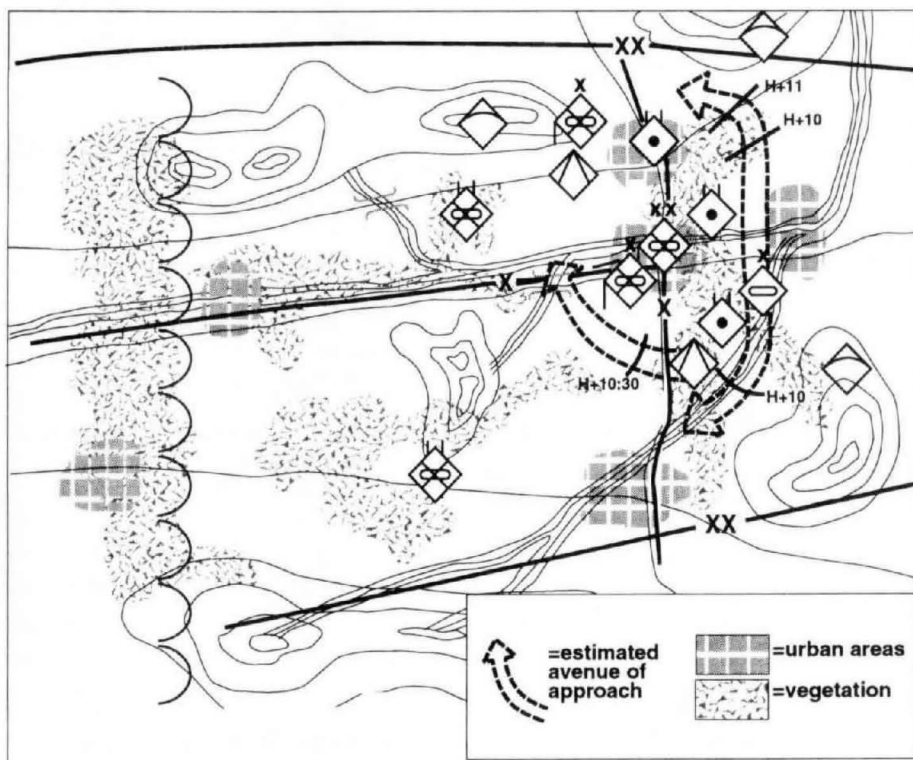 XX
X
H+11
H+10
XX
X
X
X
X
H+10:30
H+10
XX
=estimated
avenue of
approach
=urban areas
=vegetation